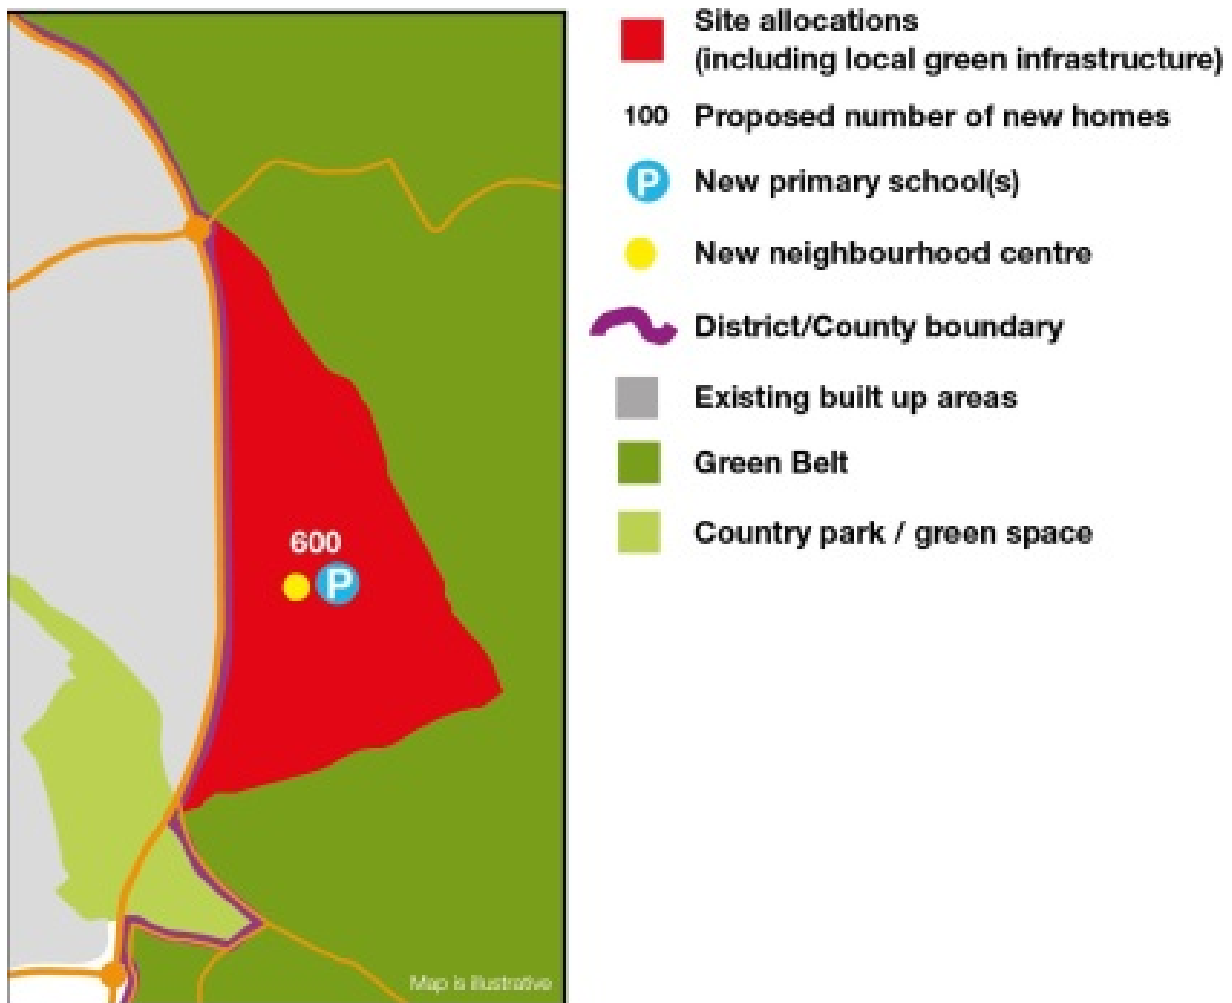 600
P
Map is illustrative
Site allocations
(including local green infrastructure)
100 Proposed number of new homes
P New primary school(s)
New neighbourhood centre
District/County boundary
Existing built up areas
Green Belt
Country park / green space